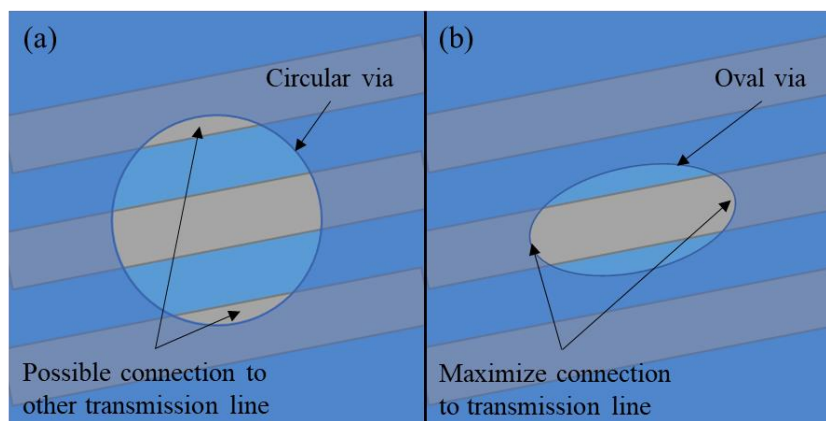 (a)
Circular via
Possible connection to
other transmission line
(b)
Oval via
Maximize connection
to transmission line